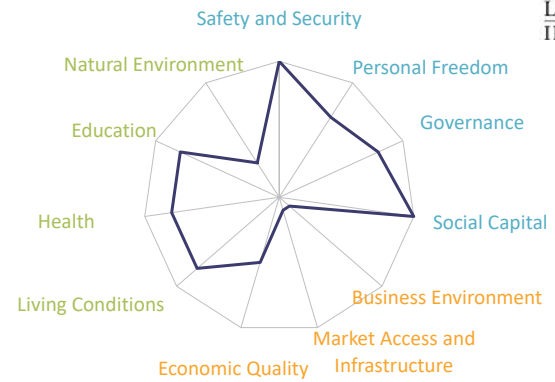 Safety and Security
Natural Environment
Personal Freedom
Education
Governance
Health
Social Capital
Living Conditions
Business Environment
Market Access and
Infrastructure
Economic Quality